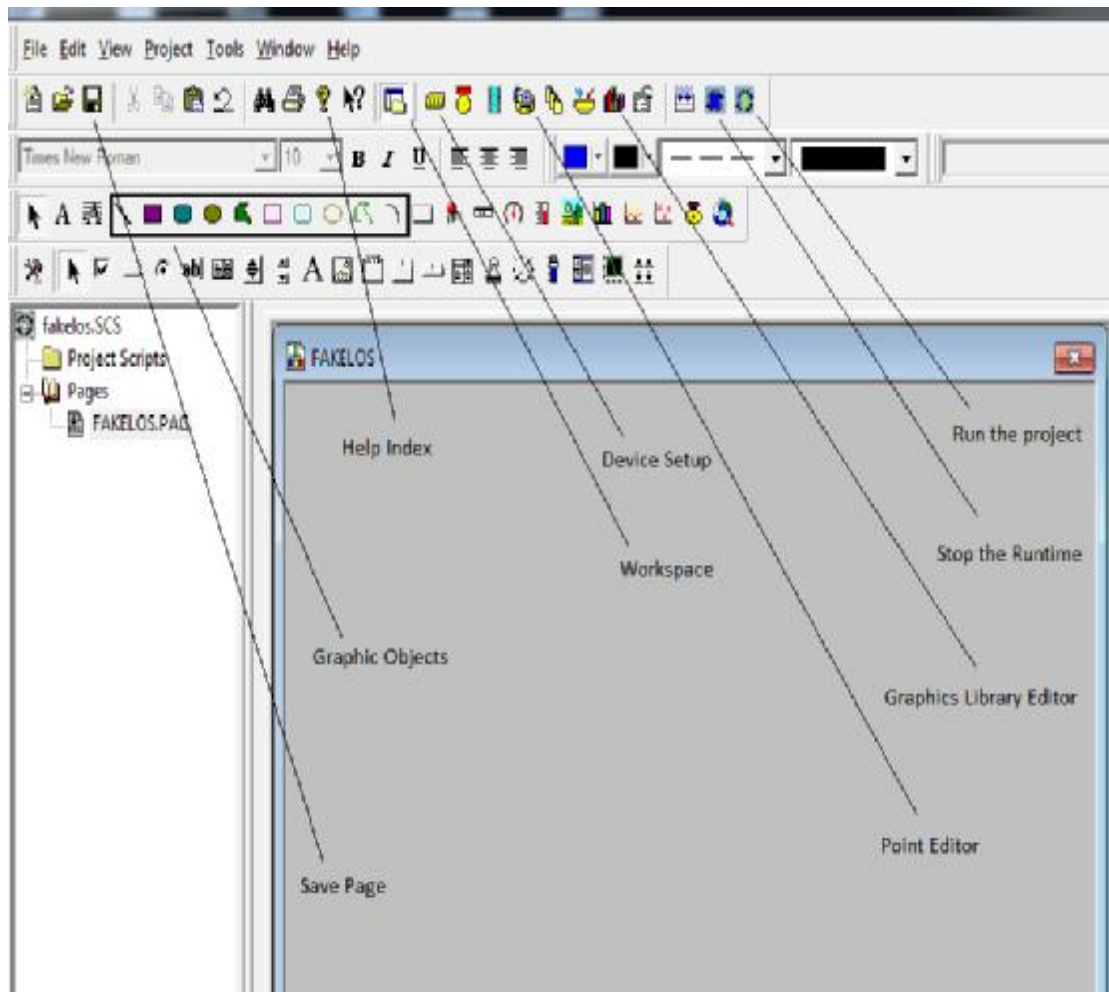 File Edit View Project Tools Window Help
Times New Roman 10 B I U
A
ab|
A
fakelos.SCS
Project Scripts
Pages
FAKELOS.PAG
FAKELOS
Help Index
Device Setup
Run the project
Workspace
Stop the Runtime
Graphic Objects
Graphics Library Editor
Point Editor
Save Page